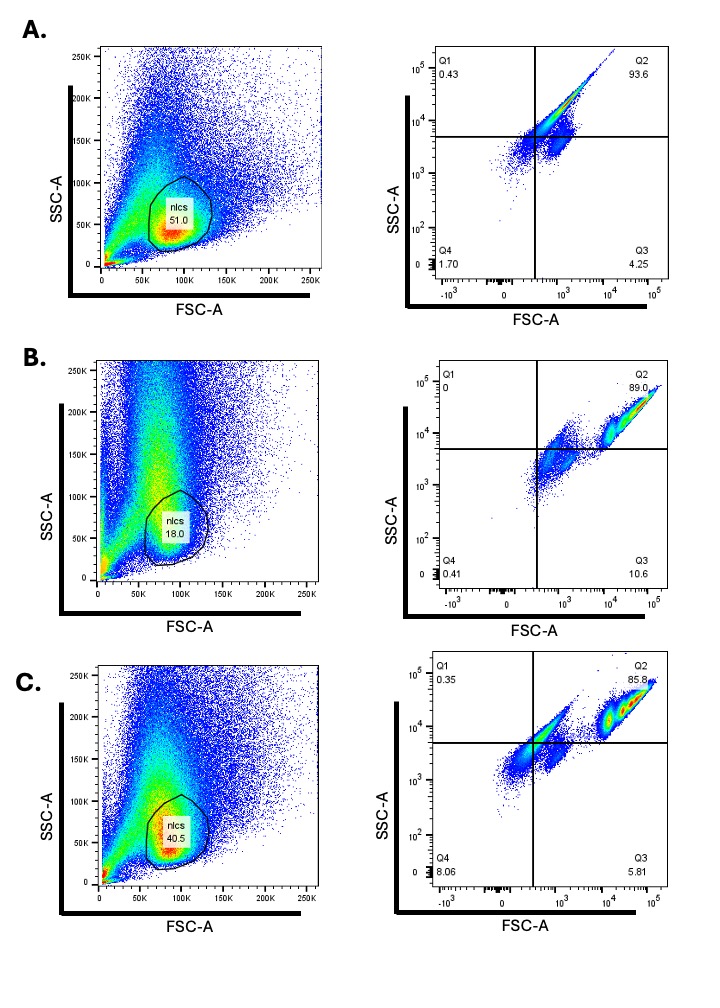 A.
250K
200K
150K
100K
50K
0
nlcs
51.0
0 50K 100K 150K 200K 250K
SSC-A
FSC-A
Q1
0.43
Q2
93.6
10^5
10^4
10^3
10^2
0
Q4
1.70
Q3
4.25
-10^3 0 10^3 10^4 10^5
SSC-A
FSC-A
B.
250K
200K
150K
100K
50K
0
nlcs
18.0
0 50K 100K 150K 200K 250K
SSC-A
FSC-A
Q1
0
Q2
89.0
10^5
10^4
10^3
10^2
0
Q4
0.41
Q3
10.6
-10^3 0 10^3 10^4 10^5
SSC-A
FSC-A
C.
250K
200K
150K
100K
50K
0
nlcs
40.5
0 50K 100K 150K 200K 250K
SSC-A
FSC-A
Q1
0.35
Q2
85.8
10^5
10^4
10^3
10^2
0
Q4
8.06
Q3
5.81
-10^3 0 10^3 10^4 10^5
SSC-A
FSC-A